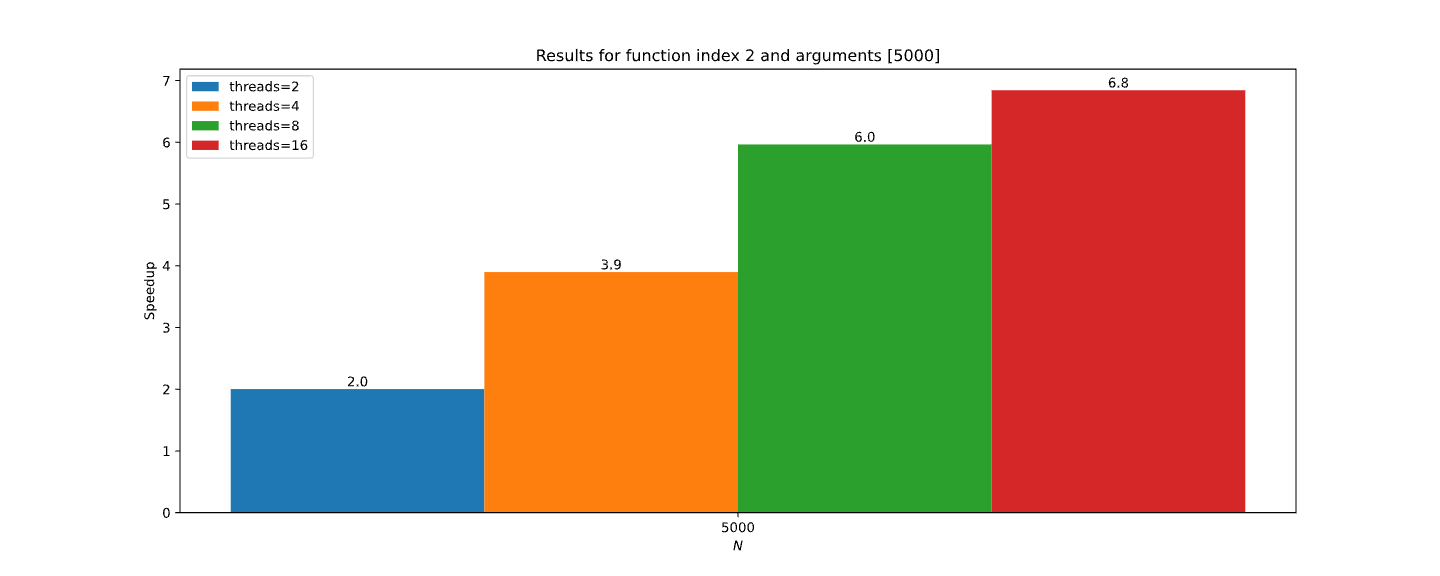 Results for function index 2 and arguments [5000]
threads=2
threads=4
threads=8
threads=16
7
6
5
4
3
2
1
0
Speedup
2.0
3.9
6.0
6.8
5000
N